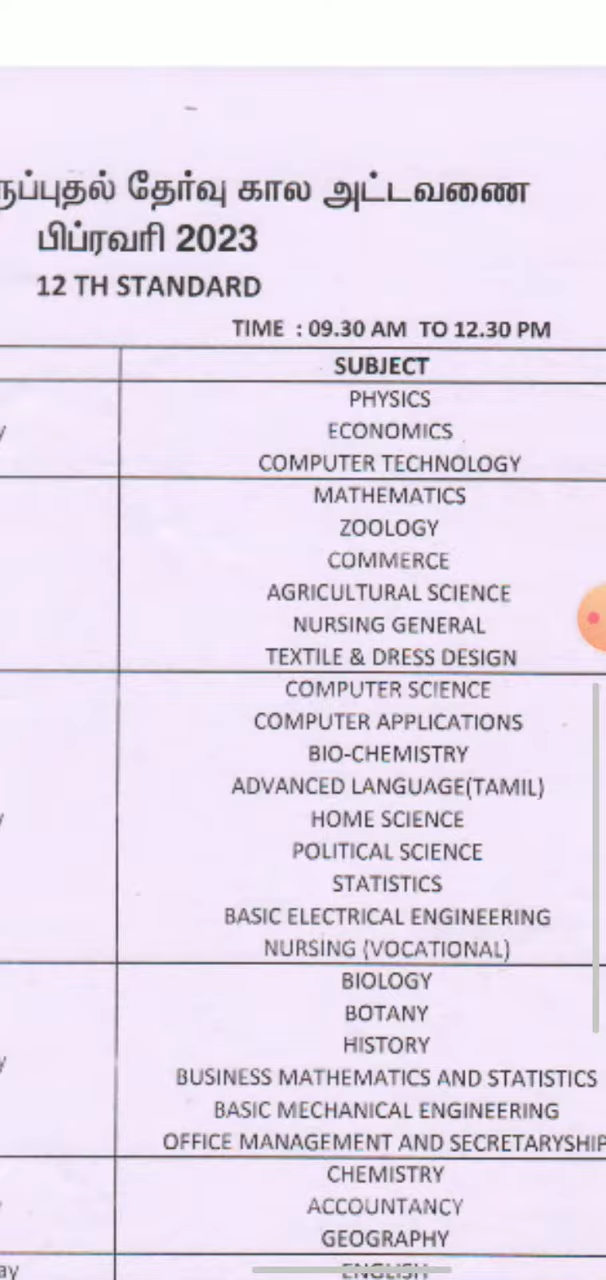 தேர்வு கால அட்டவணை
பிப்ரவரி 2023
12 TH STANDARD
TIME : 09.30 AM TO 12.30 PM
SUBJECT
PHYSICS
ECONOMICS
COMPUTER TECHNOLOGY
MATHEMATICS
ZOOLOGY
COMMERCE
AGRICULTURAL SCIENCE
NURSING GENERAL
TEXTILE & DRESS DESIGN
COMPUTER SCIENCE
COMPUTER APPLICATIONS
BIO-CHEMISTRY
ADVANCED LANGUAGE(TAMIL)
HOME SCIENCE
POLITICAL SCIENCE
STATISTICS
BASIC ELECTRICAL ENGINEERING
NURSING (VOCATIONAL)
BIOLOGY
BOTANY
HISTORY
BUSINESS MATHEMATICS AND STATISTICS
BASIC MECHANICAL ENGINEERING
OFFICE MANAGEMENT AND SECRETARYSHIP
CHEMISTRY
ACCOUNTANCY
GEOGRAPHY
ENGLISH